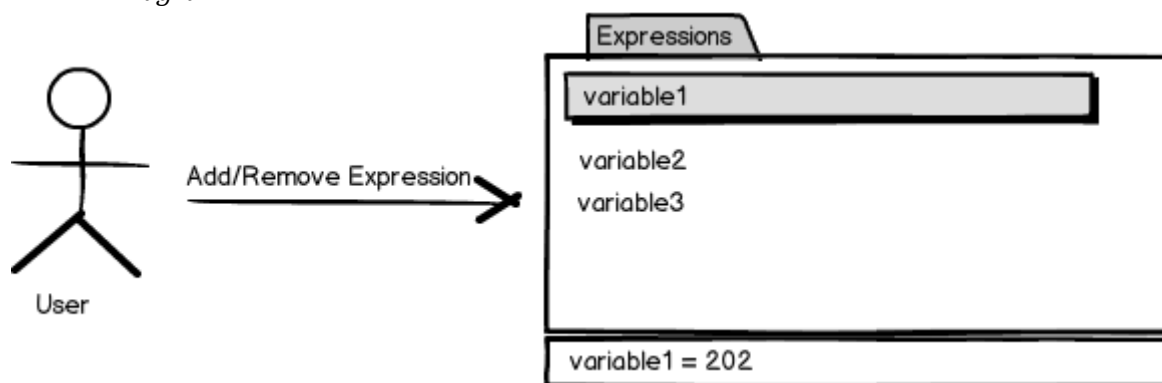 Expressions
variable1
variable2
Add/Remove Expression
variable3
User
variable1 = 202